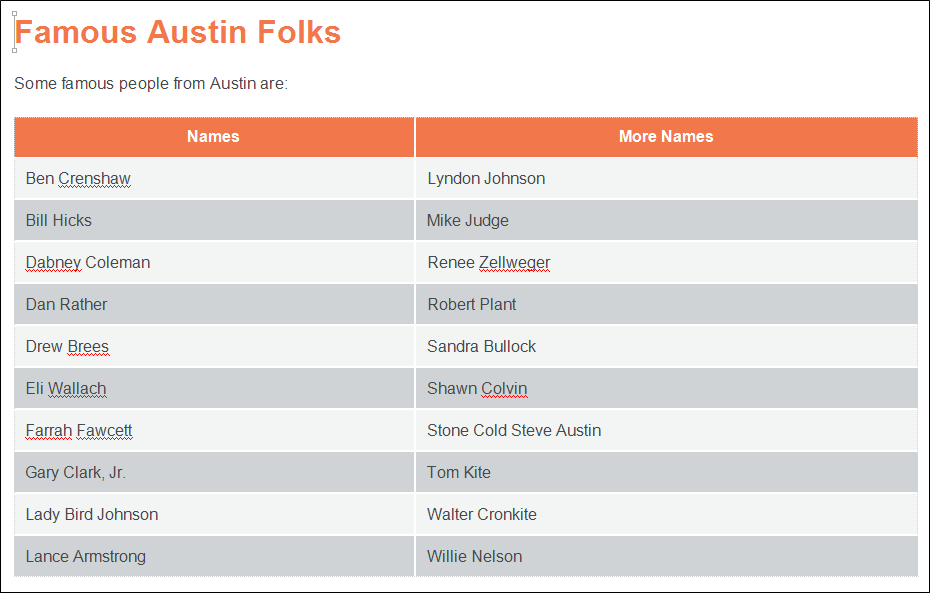 Famous Austin Folks
Some famous people from Austin are:
Names More Names
Ben Crenshaw Lyndon Johnson
Bill Hicks Mike Judge
Dabney Coleman Renee Zellweger
Dan Rather Robert Plant
Drew Brees Sandra Bullock
Eli Wallach Shawn Colvin
Farrah Fawcett Stone Cold Steve Austin
Gary Clark, Jr. Tom Kite
Lady Bird Johnson Walter Cronkite
Lance Armstrong Willie Nelson